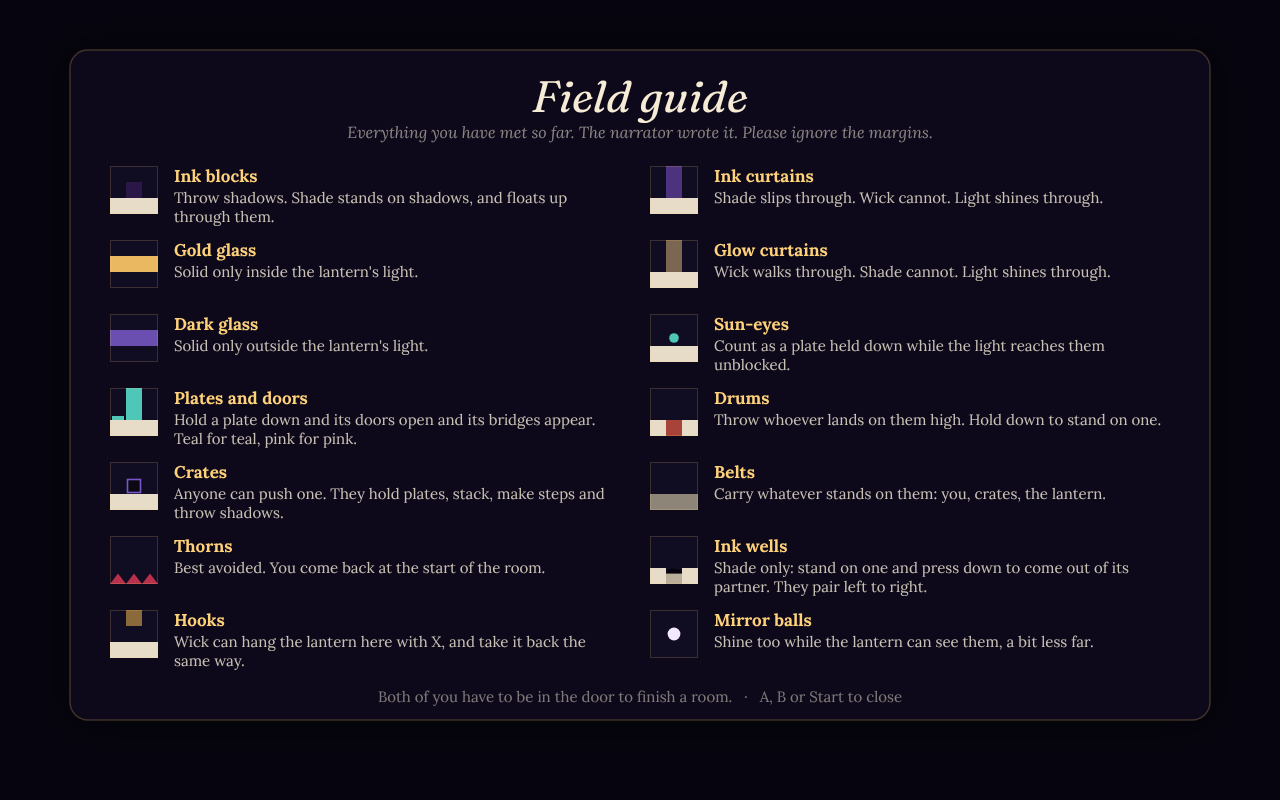 Field guide
Everything you have met so far. The narrator wrote it. Please ignore the margins.
Ink blocks
Throw shadows. Shade stands on shadows, and floats up
through them.
Gold glass
Solid only inside the lantern's light.
Dark glass
Solid only outside the lantern's light.
Plates and doors
Hold a plate down and its doors open and its bridges appear.
Teal for teal, pink for pink.
Crates
Anyone can push one. They hold plates, stack, make steps and
throw shadows.
Thorns
Best avoided. You come back at the start of the room.
Hooks
Wick can hang the lantern here with X, and take it back the
same way.
Ink curtains
Shade slips through. Wick cannot. Light shines through.
Glow curtains
Wick walks through. Shade cannot. Light shines through.
Sun-eyes
Count as a plate held down while the light reaches them
unblocked.
Drums
Throw whoever lands on them high. Hold down to stand on one.
Belts
Carry whatever stands on them: you, crates, the lantern.
Ink wells
Shade only: stand on one and press down to come out of its
partner. They pair left to right.
Mirror balls
Shine too while the lantern can see them, a bit less far.
Both of you have to be in the door to finish a room. · A, B or Start to close